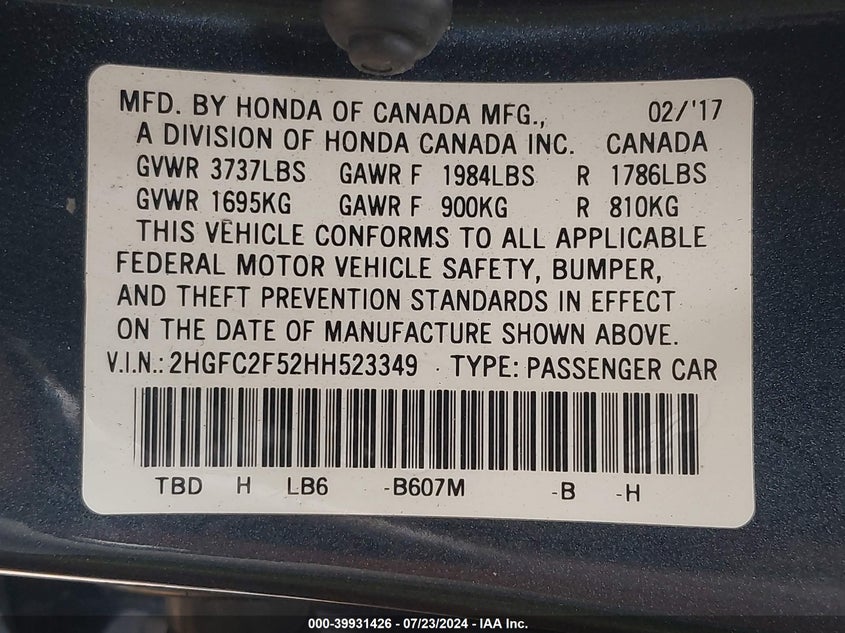 MFD. BY HONDA OF CANADA MFG., 02/'17
A DIVISION OF HONDA CANADA INC. CANADA
GVWR 3737LBS GAWR F 1984LBS R 1786LBS
GVWR 1695KG GAWR F 900KG R 810KG
THIS VEHICLE CONFORMS TO ALL APPLICABLE
FEDERAL MOTOR VEHICLE SAFETY, BUMPER,
AND THEFT PREVENTION STANDARDS IN EFFECT
ON THE DATE OF MANUFACTURE SHOWN ABOVE.
V.I.N.: 2HGFC2F52HH523349 TYPE: PASSENGER CAR
TBD H LB6 -B607M -B -H
000-39931426 / 07/23/2024 - IAA Inc.